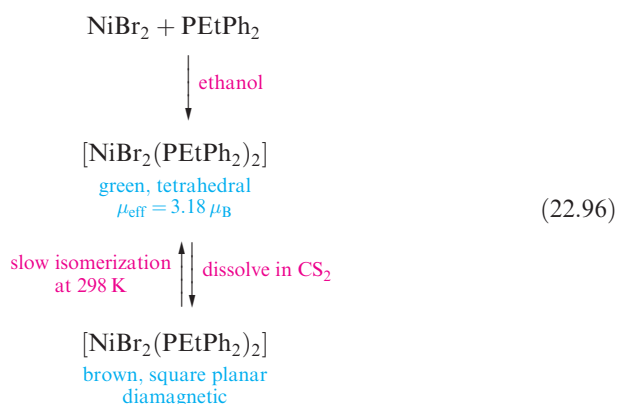 NiBr₂ + PEtPh₂
ethanol
[NiBr₂(PEtPh₂)₂]
green, tetrahedral
μeff = 3.18 μB
(22.96)
slow isomerization
at 298 K
dissolve in CS₂
[NiBr₂(PEtPh₂)₂]
brown, square planar
diamagnetic